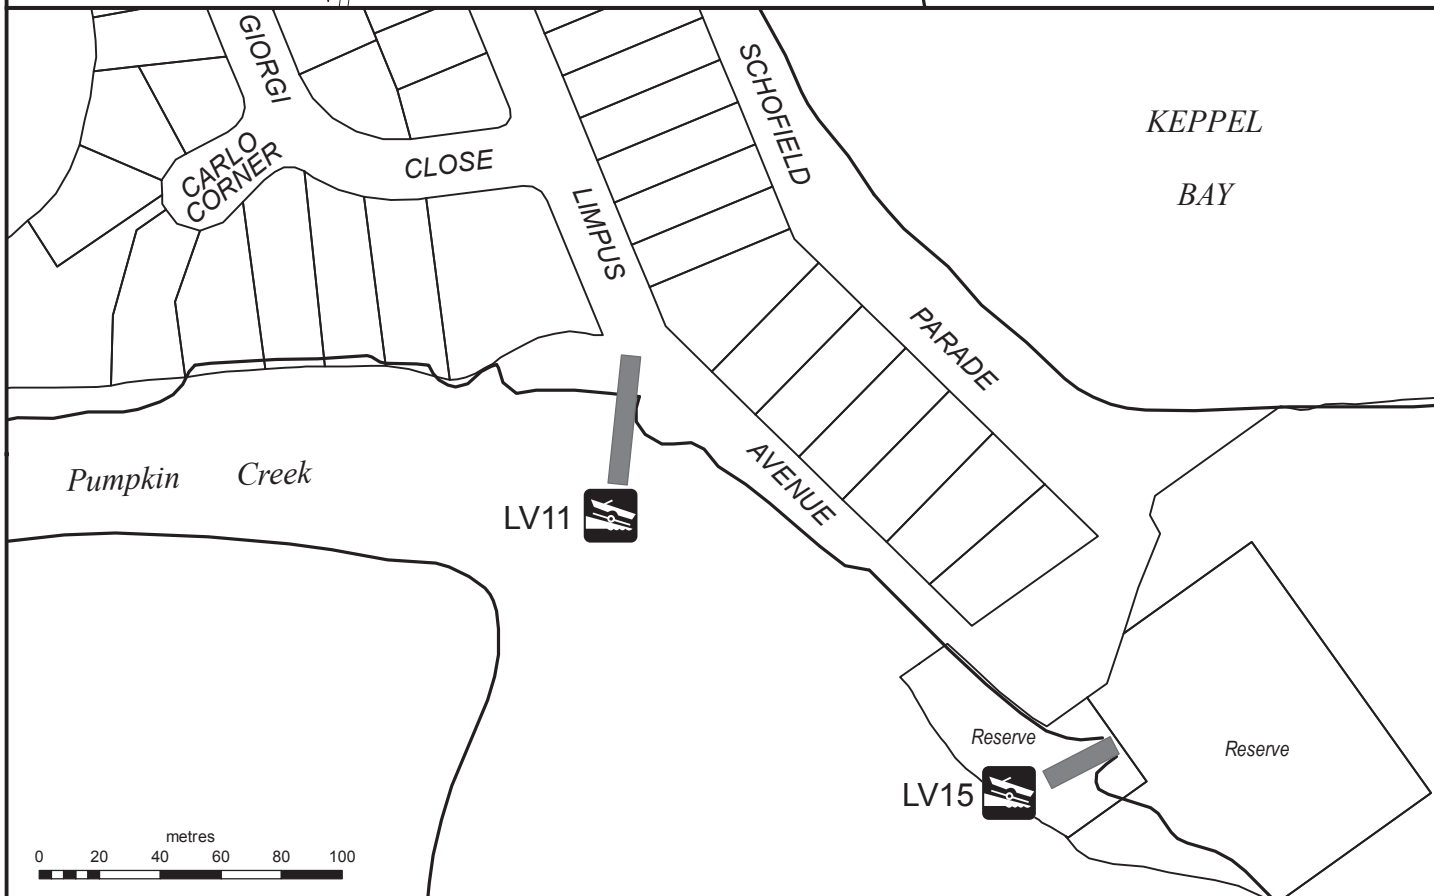 GIORGI
SCHOFIELD
KEPPEL
BAY
CARLO
CORNER
CLOSE
LIMPUS
PARADE
Pumpkin Creek
AVENUE
LV11
Reserve
Reserve
LV15
metres
0 20 40 60 80 100